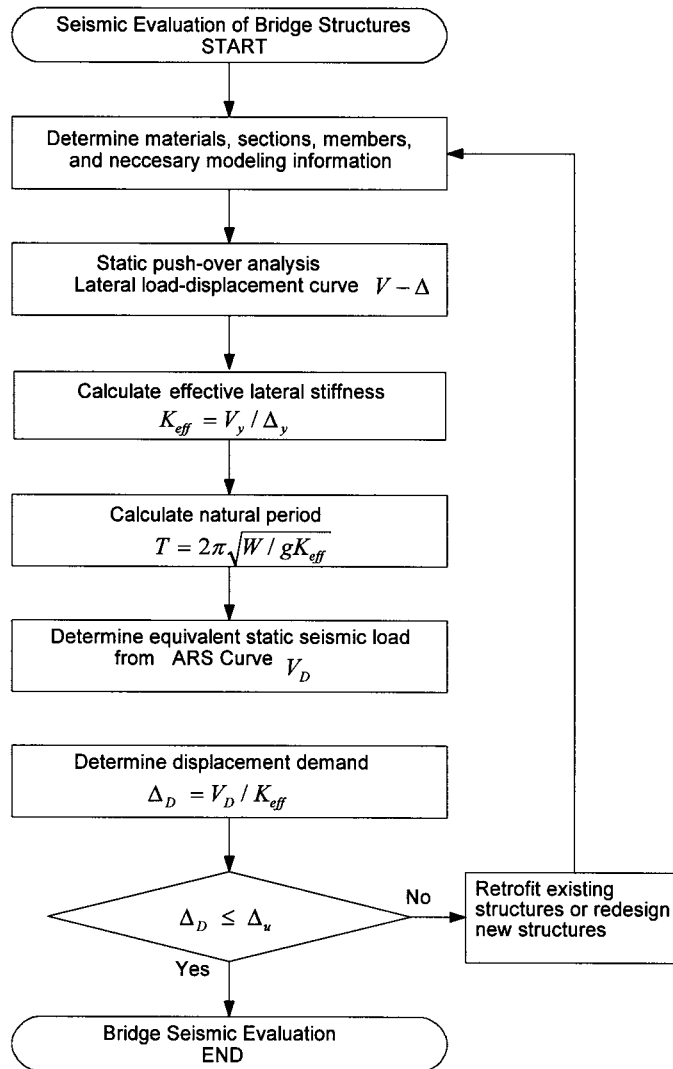 Seismic Evaluation of Bridge Structures
START
Determine materials, sections, members,
and neccesary modeling information
Static push-over analysis
Lateral load-displacement curve V − Δ
Calculate effective lateral stiffness
K_eff = V_y / Δ_y
Calculate natural period
T = 2π√W / gK_eff
Determine equivalent static seismic load
from ARS Curve V_D
Determine displacement demand
Δ_D = V_D / K_eff
Δ_D ≤ Δ_u
No
Retrofit existing
structures or redesign
new structures
Yes
Bridge Seismic Evaluation
END